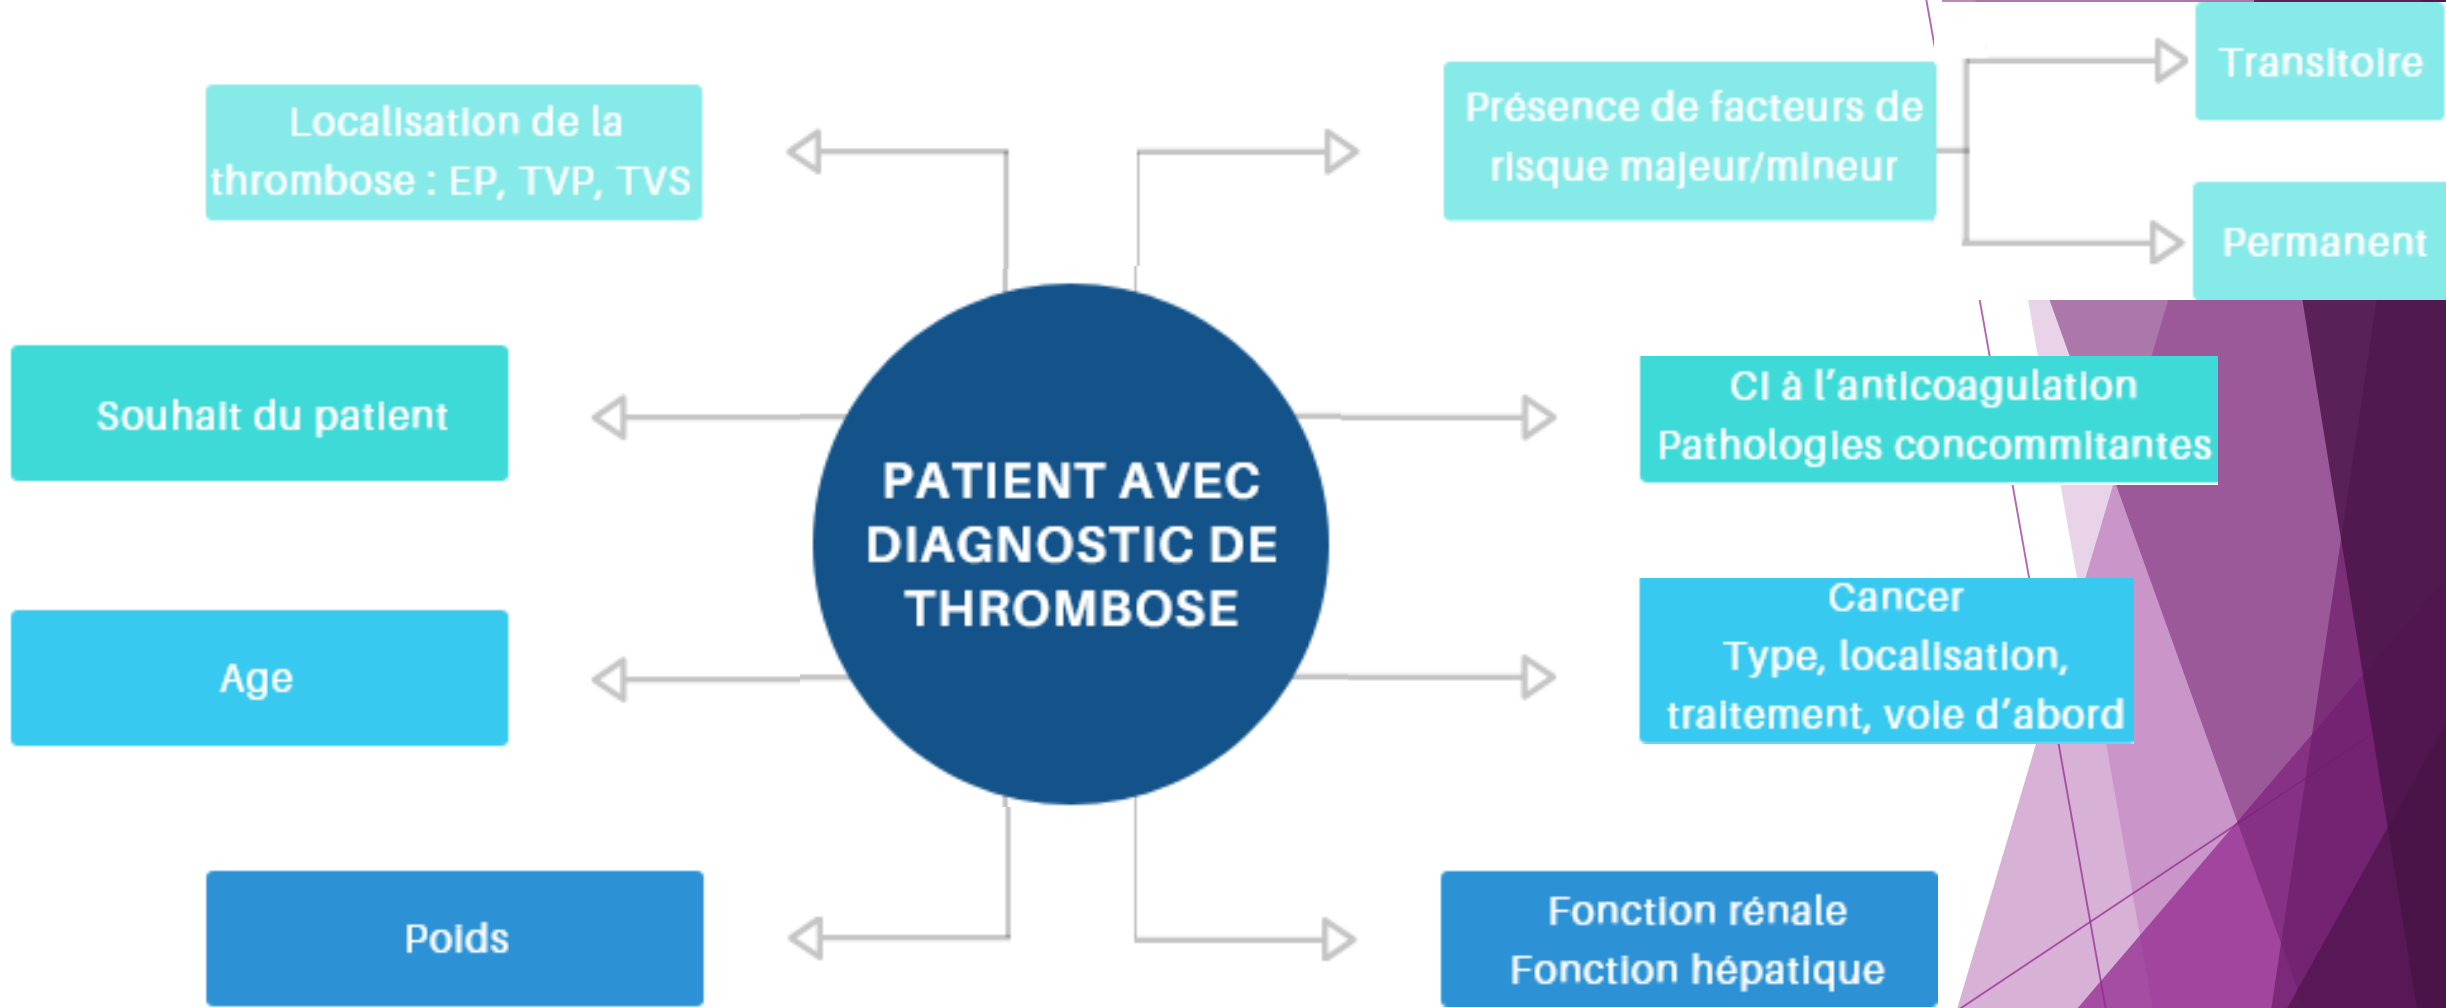 Localisation de la
thrombose : EP, TVP, TVS
Présence de facteurs de
risque majeur/mineur
Transitoire
Permanent
Souhait du patient
CI à l’anticoagulation
Pathologies concommitantes
PATIENT AVEC
DIAGNOSTIC DE
THROMBOSE
Age
Cancer
Type, localisation,
traitement, voie d’abord
Poids
Fonction rénale
Fonction hépatique